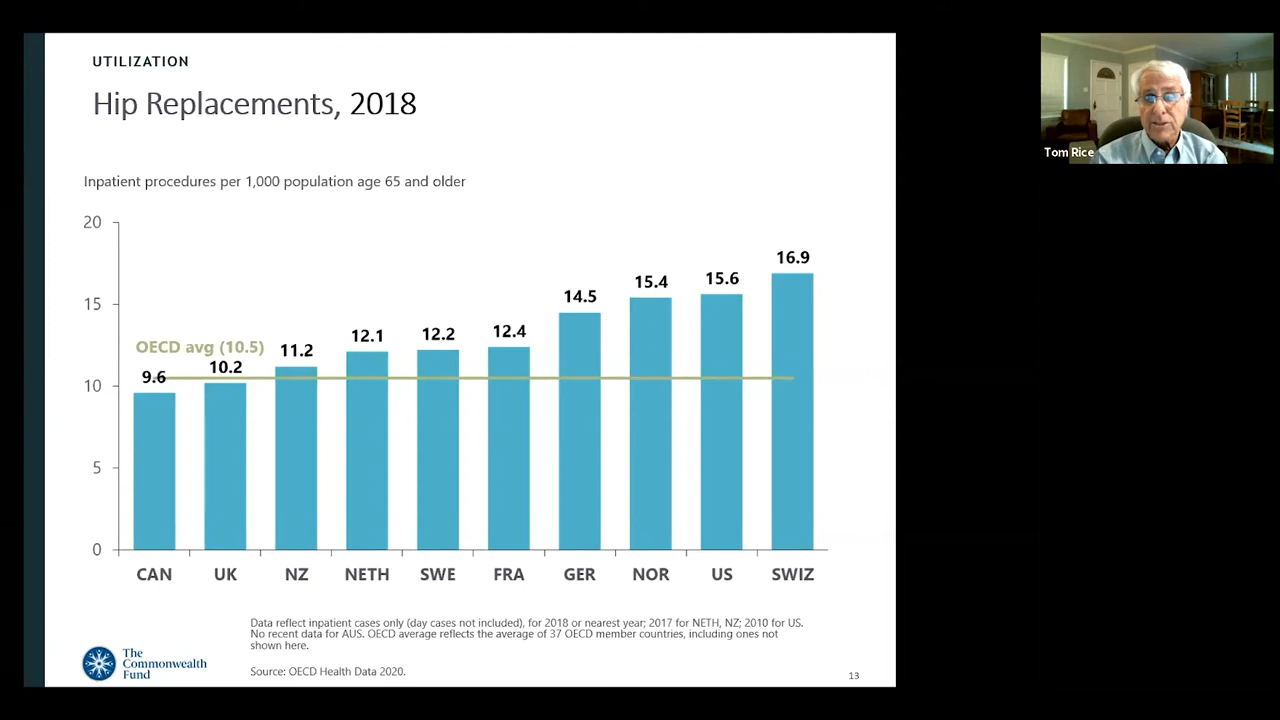 UTILIZATION
Hip Replacements, 2018
Inpatient procedures per 1,000 population age 65 and older
20
15
10
5
0
OECD avg (10.5)
9.6
10.2
11.2
12.1
12.2
12.4
14.5
15.4
15.6
16.9
CAN
UK
NZ
NETH
SWE
FRA
GER
NOR
US
SWIZ
Data reflect inpatient cases only (day cases not included), for 2018 or nearest year; 2017 for NETH, NZ; 2010 for US.
No recent data for AUS. OECD average reflects the average of 37 OECD member countries, including ones not
shown here.
Source: OECD Health Data 2020.
The
Commonwealth
Fund
13
Tom Rice